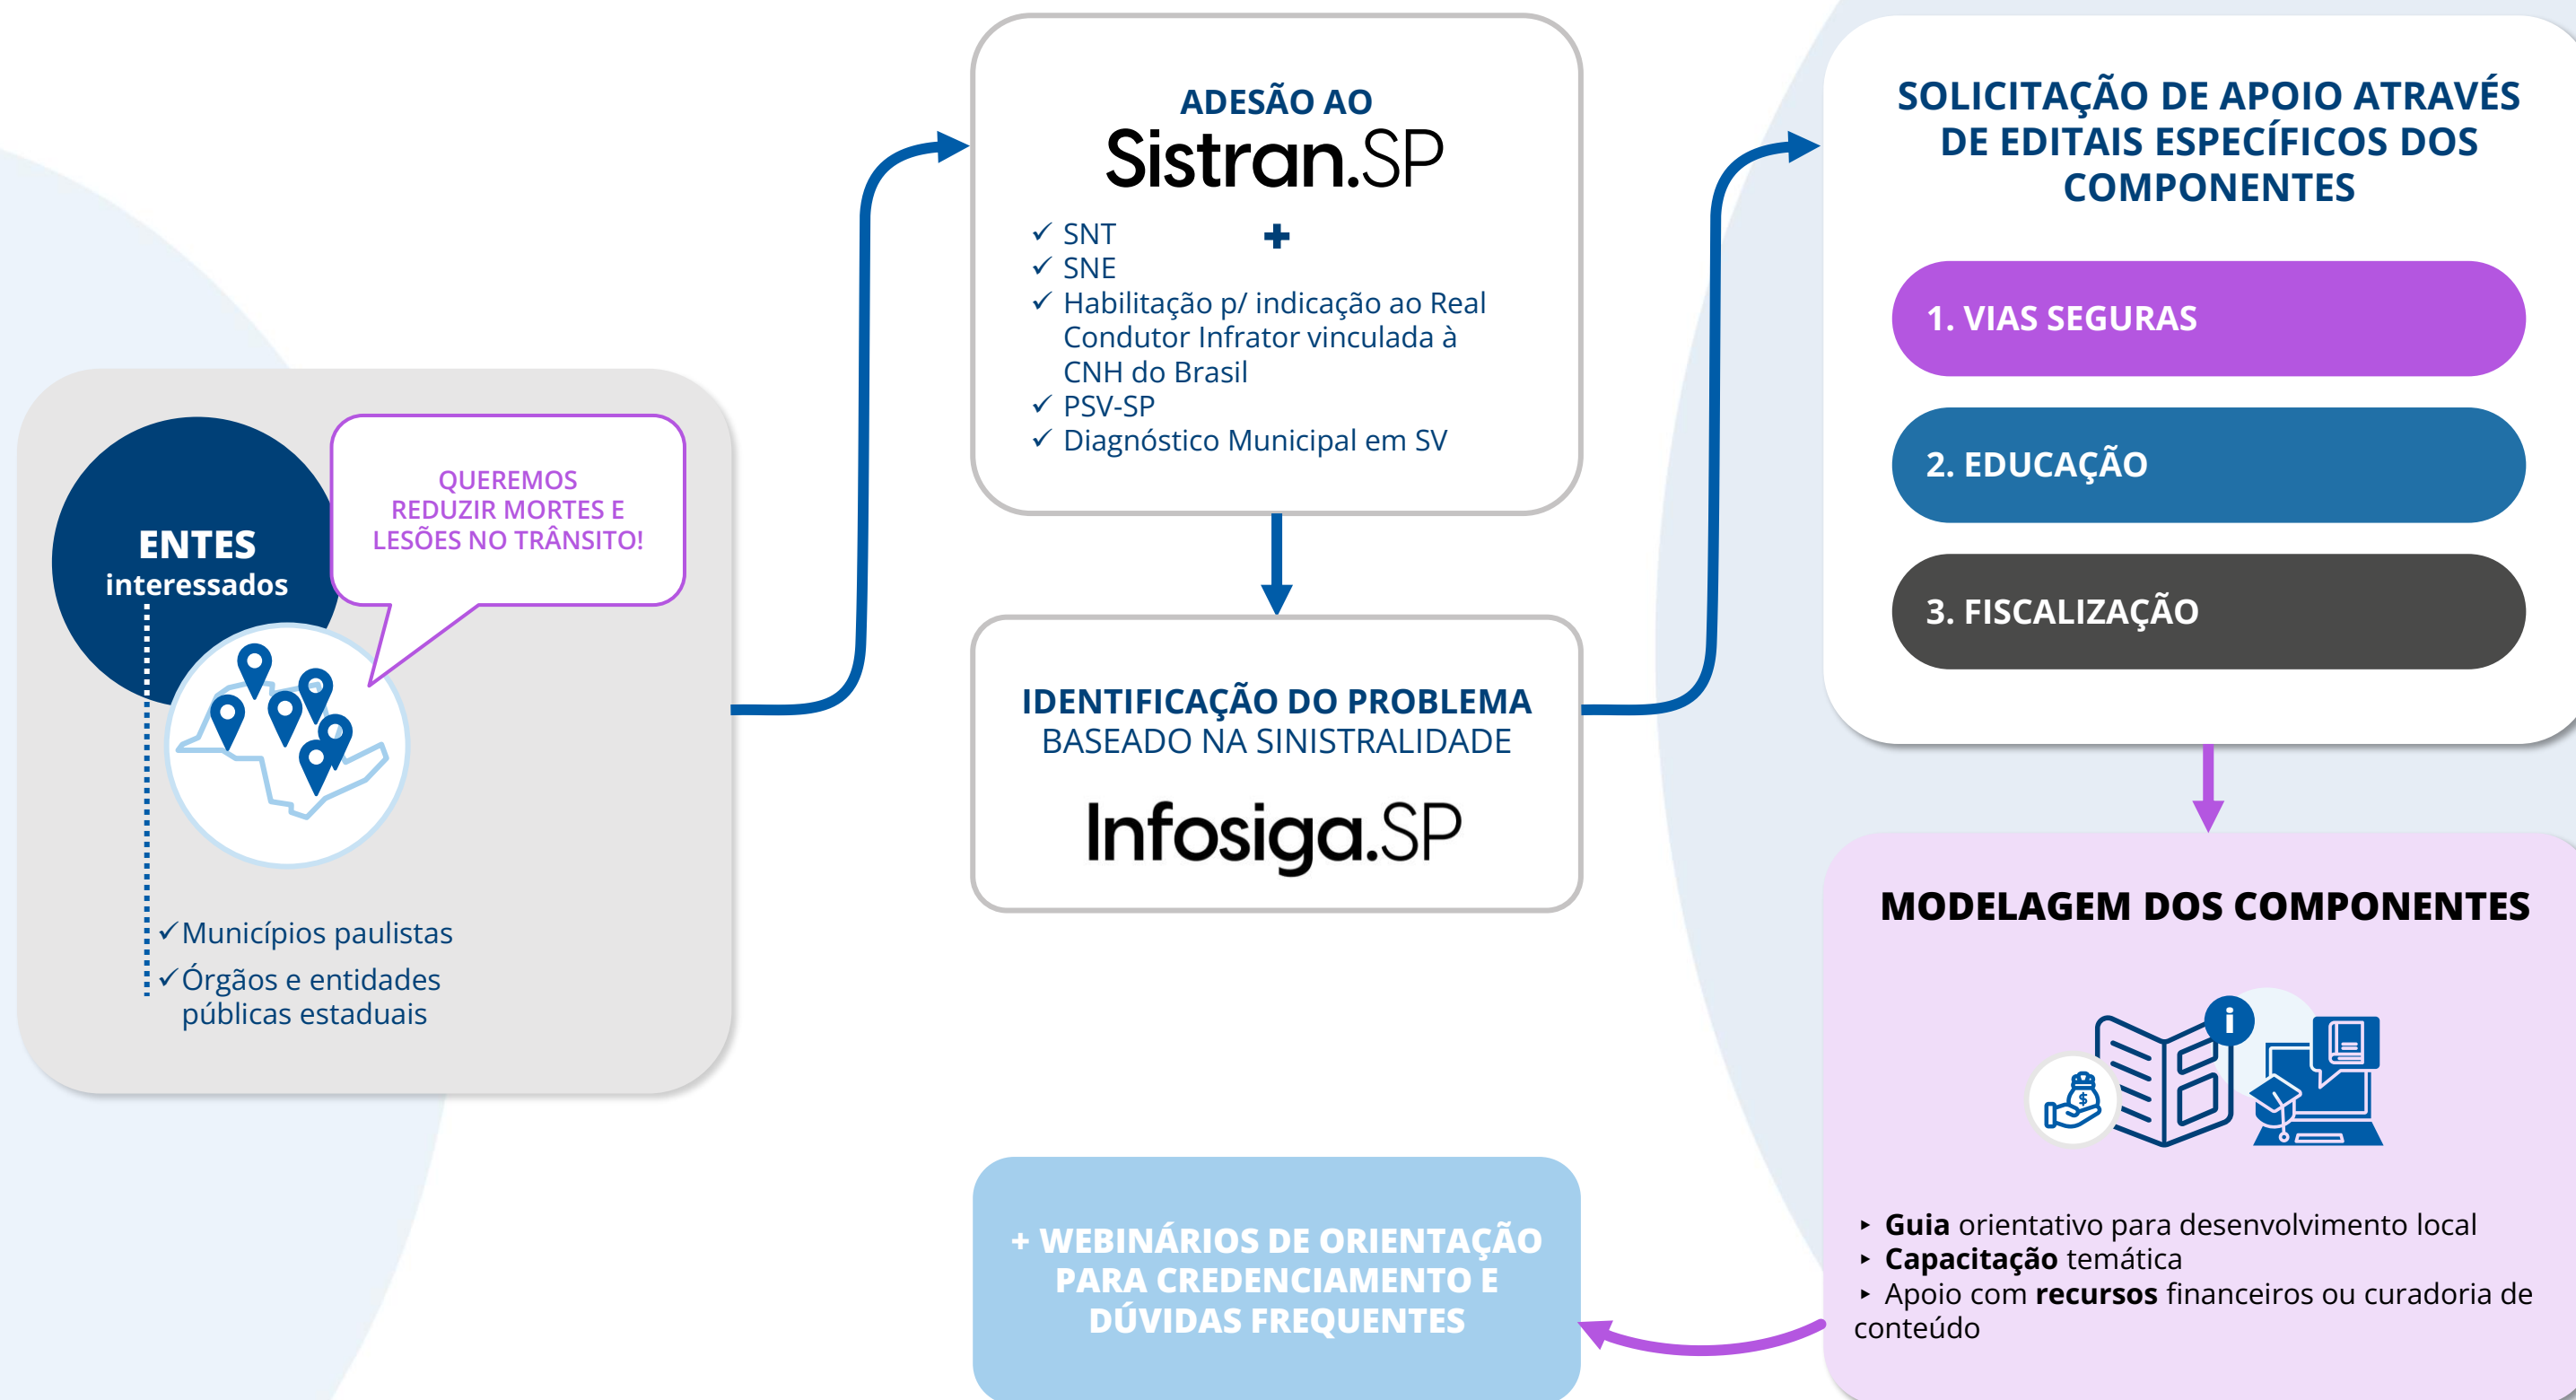 ENTES
interessados
QUEREMOS
REDUZIR MORTES E
LESÕES NO TRÂNSITO!
✓Municípios paulistas
✓Órgãos e entidades
públicas estaduais
ADESÃO AO
Sistran.SP
+
✓ SNT
✓ SNE
✓ Habilitação p/ indicação ao Real
Condutor Infrator vinculada à
CNH do Brasil
✓ PSV-SP
✓ Diagnóstico Municipal em SV
IDENTIFICAÇÃO DO PROBLEMA
BASEADO NA SINISTRALIDADE
Infosiga.SP
SOLICITAÇÃO DE APOIO ATRAVÉS
DE EDITAIS ESPECÍFICOS DOS
COMPONENTES
1. VIAS SEGURAS
2. EDUCAÇÃO
3. FISCALIZAÇÃO
MODELAGEM DOS COMPONENTES
i
$
‣ Guia orientativo para desenvolvimento local
‣ Capacitação temática
‣ Apoio com recursos financeiros ou curadoria de
conteúdo
+ WEBINÁRIOS DE ORIENTAÇÃO
PARA CREDENCIAMENTO E
DÚVIDAS FREQUENTES